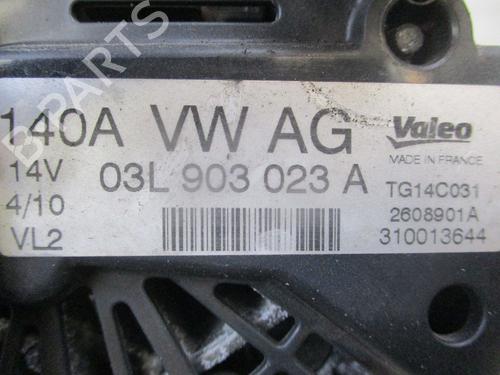 B PARTS
140A VW AG
14V 03L 903 023 A
4/10
VL2
Valeo
MADE IN FRANCE
TG14C031
2608901A
310013644